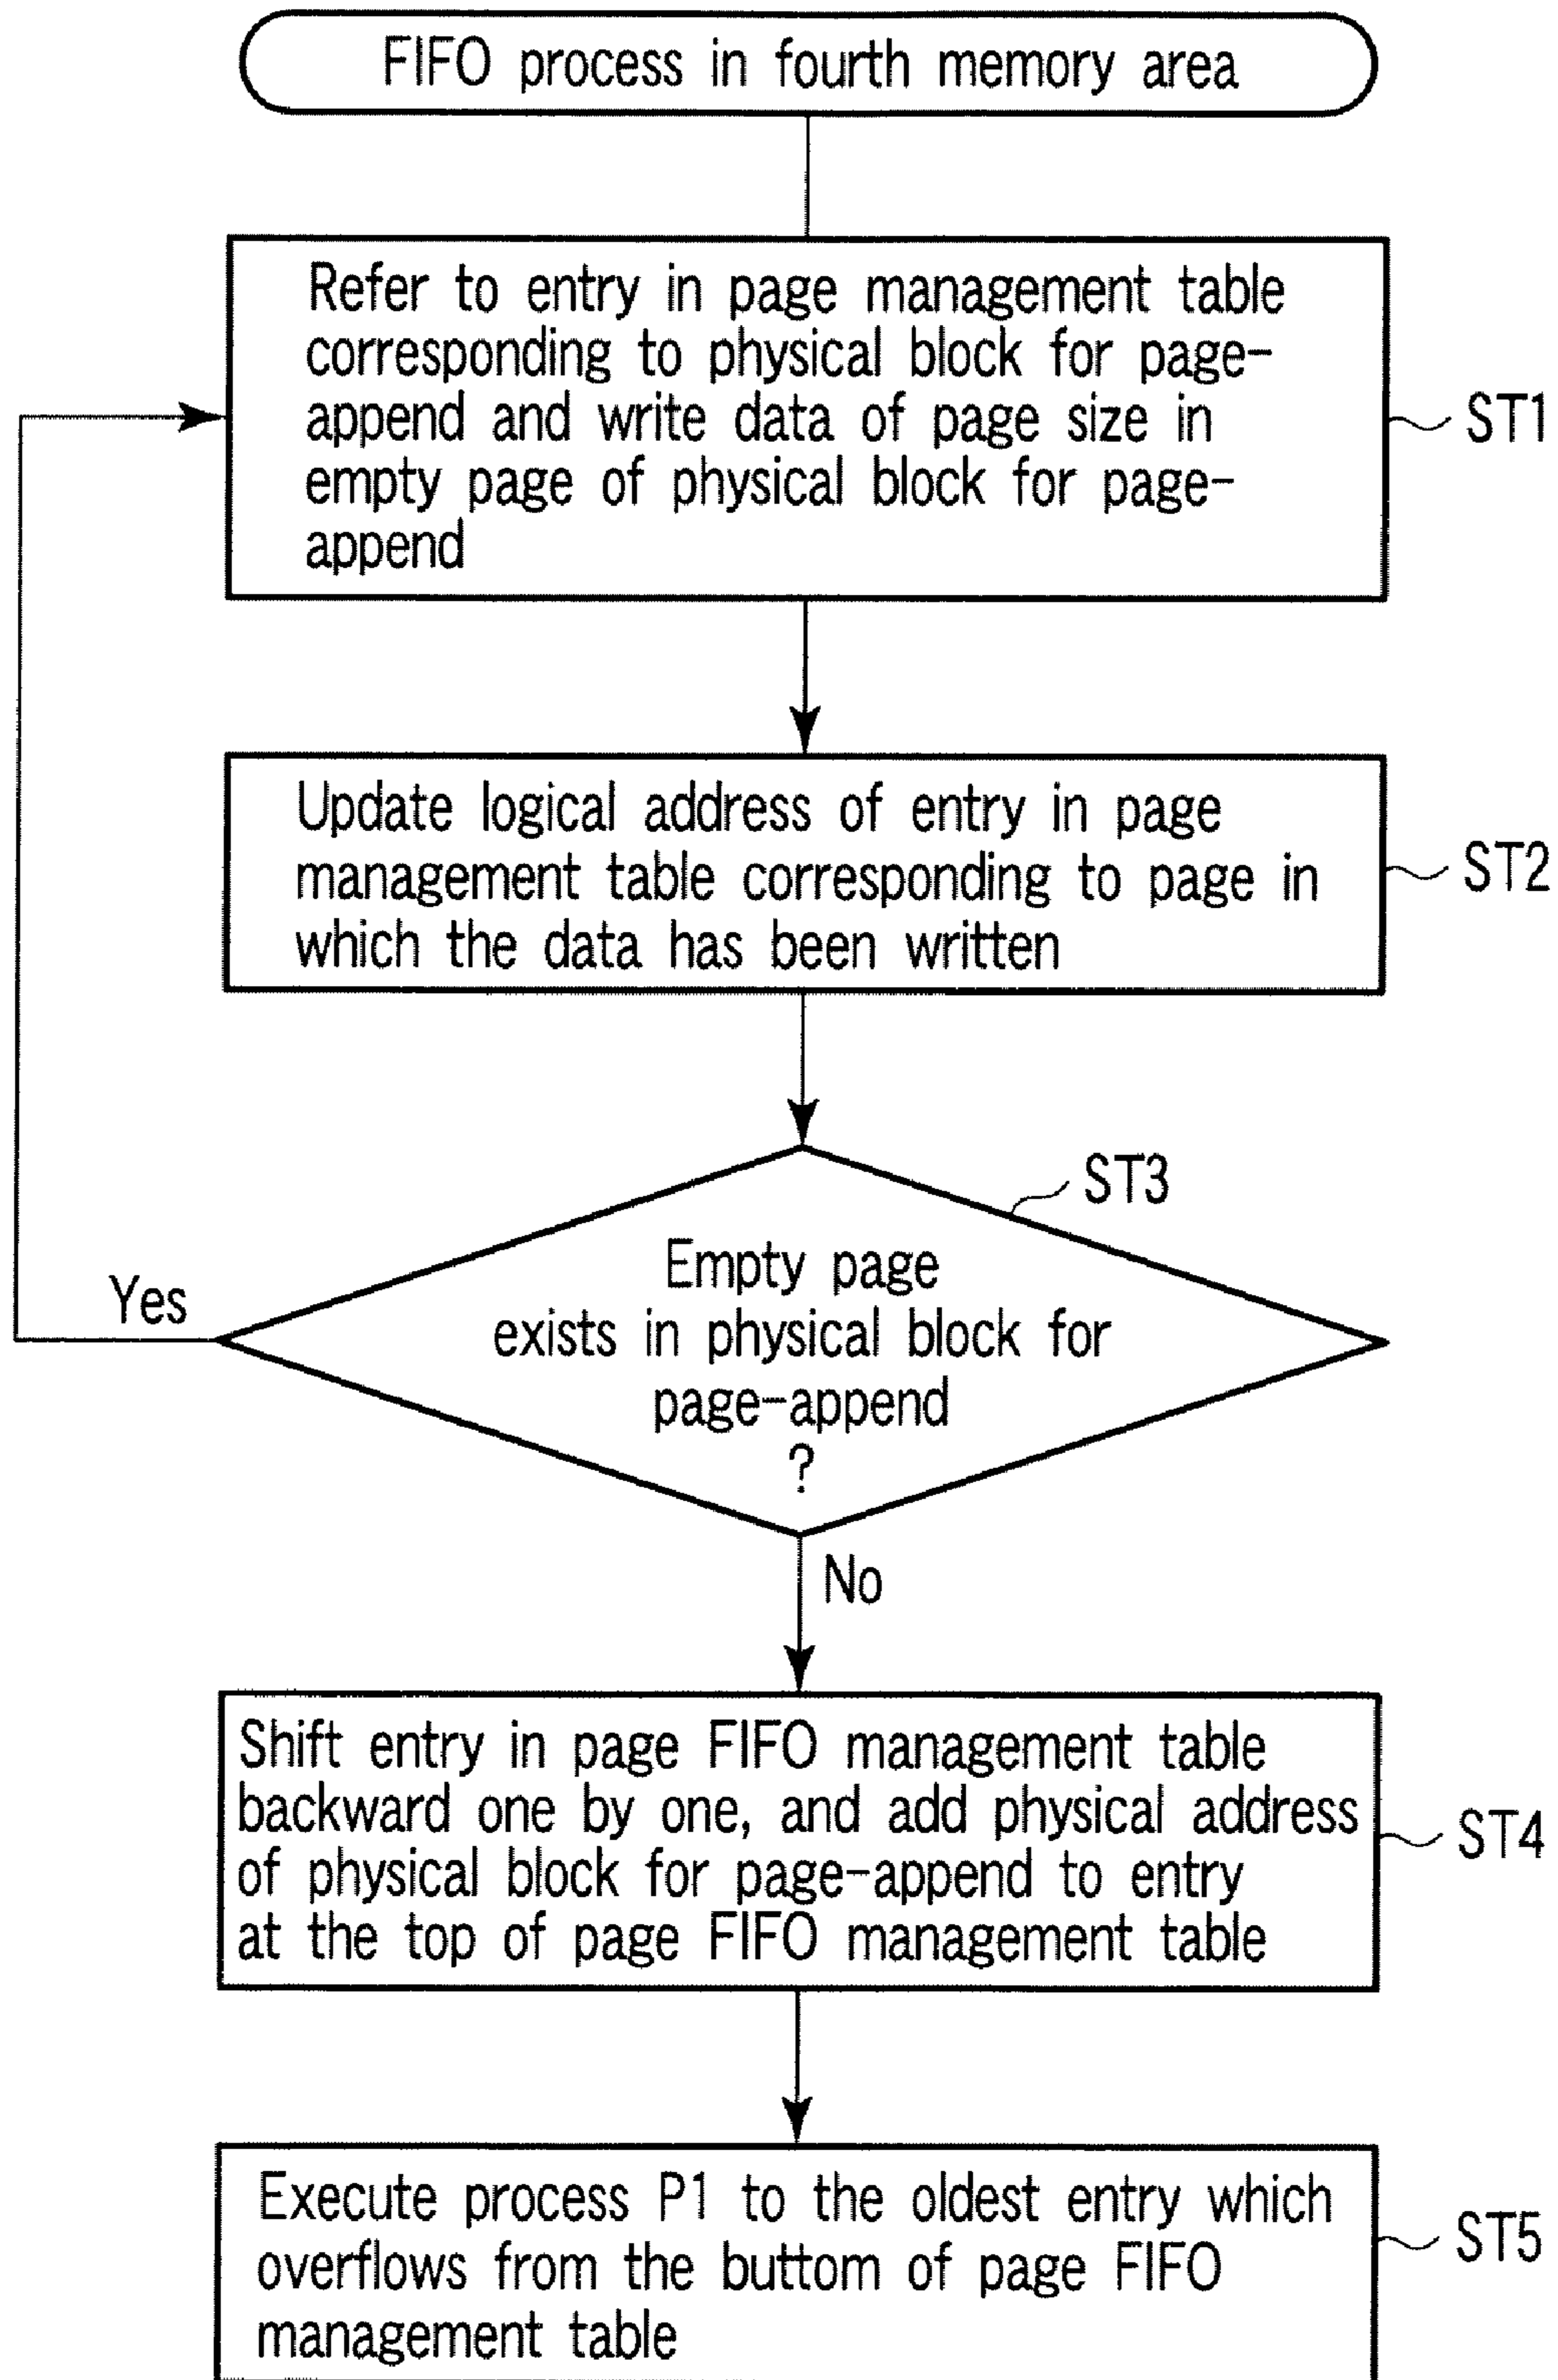 FIFO process in fourth memory area
Refer to entry in page management table
corresponding to physical block for page-
append and write data of page size in
empty page of physical block for page-
append
ST1
Update logical address of entry in page
management table corresponding to page in
which the data has been written
ST2
ST3
Empty page
exists in physical block for
page-append
?
Yes
No
Shift entry in page FIFO management table
backward one by one, and add physical address
of physical block for page-append to entry
at the top of page FIFO management table
ST4
Execute process P1 to the oldest entry which
overflows from the buttom of page FIFO
management table
ST5